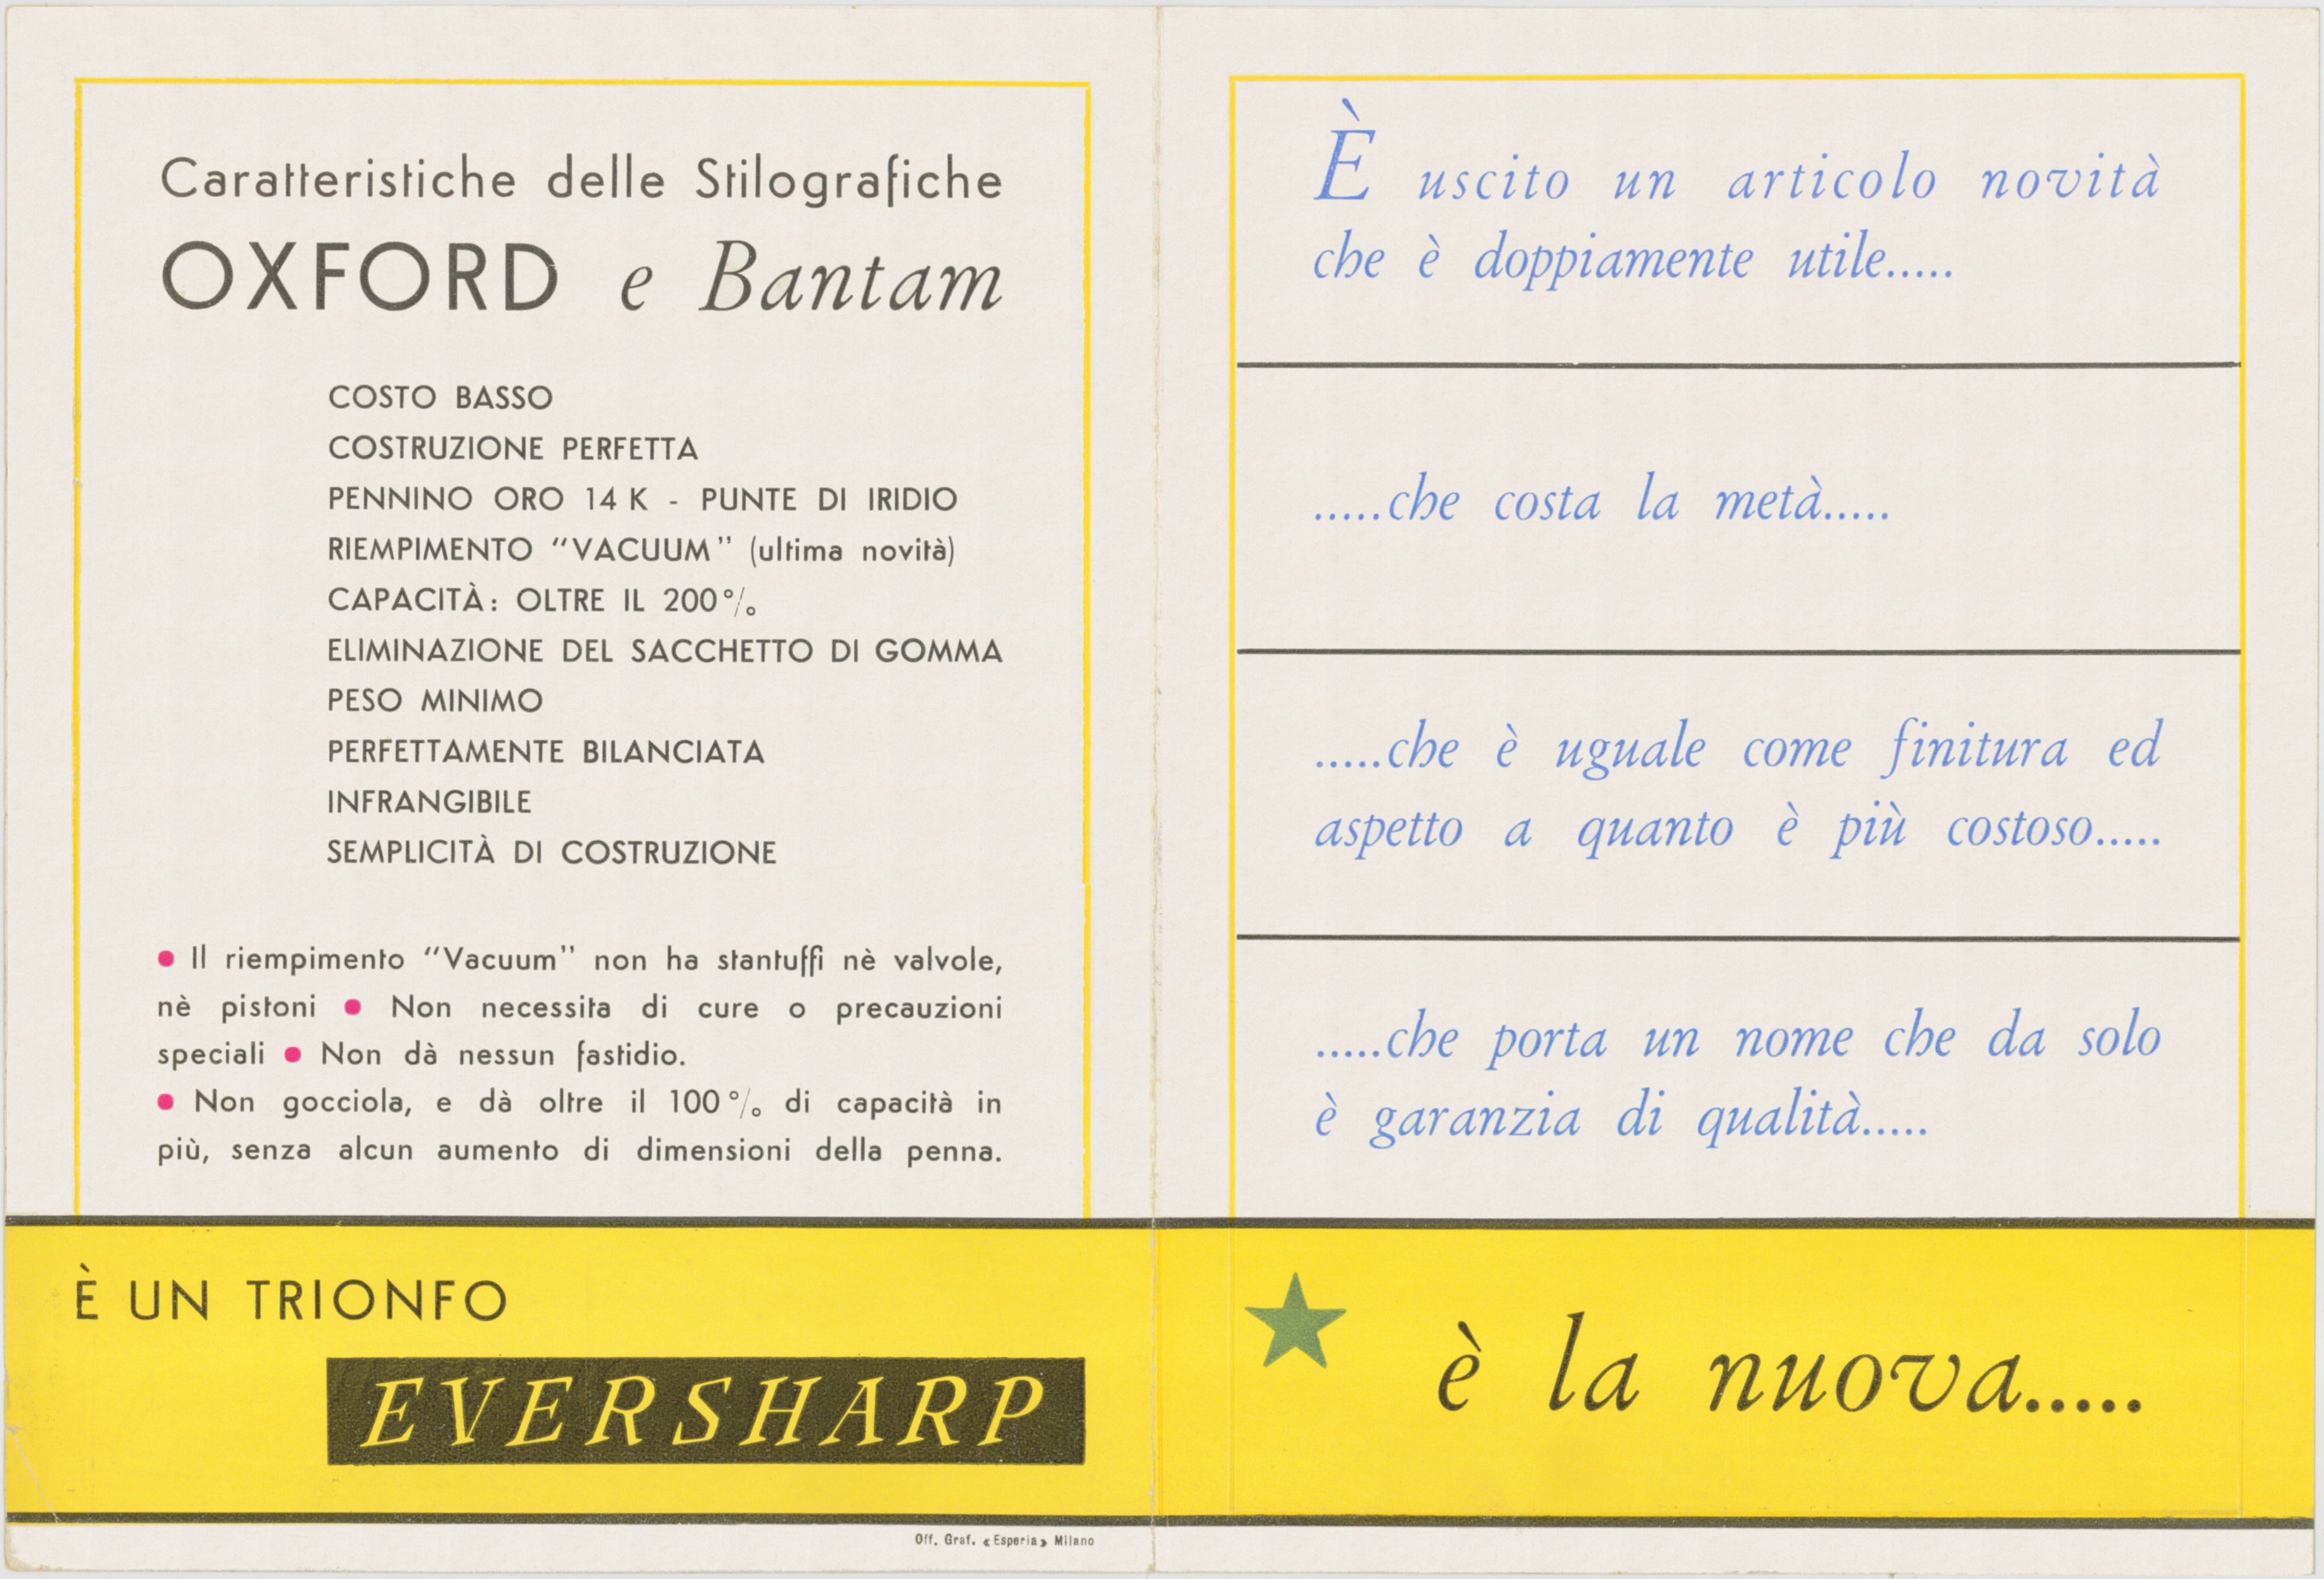 Caratteristiche delle Stilografiche
OXFORD e Bantam
COSTO BASSO
COSTRUZIONE PERFETTA
PENNINO ORO 14 K - PUNTE DI IRIDIO
RIEMPIMENTO "VACUUM" (ultima novità)
CAPACITÀ: OLTRE IL 200%
ELIMINAZIONE DEL SACCHETTO DI GOMMA
PESO MINIMO
PERFETTAMENTE BILANCIATA
INFRANGIBILE
SEMPLICITÀ DI COSTRUZIONE
● Il riempimento "Vacuum" non ha stantuffi nè valvole,
nè pistoni ● Non necessita di cure o precauzioni
speciali ● Non dà nessun fastidio.
● Non gocciola, e dà oltre il 100% di capacità in
più, senza alcun aumento di dimensioni della penna.
È UN TRIONFO
EVERSHARP
Off. Graf. «Esperia» Milano
È uscito un articolo novità
che è doppiamente utile.....
.....che costa la metà.....
.....che è uguale come finitura ed
aspetto a quanto è più costoso.....
.....che porta un nome che da solo
è garanzia di qualità.....
è la nuova.....